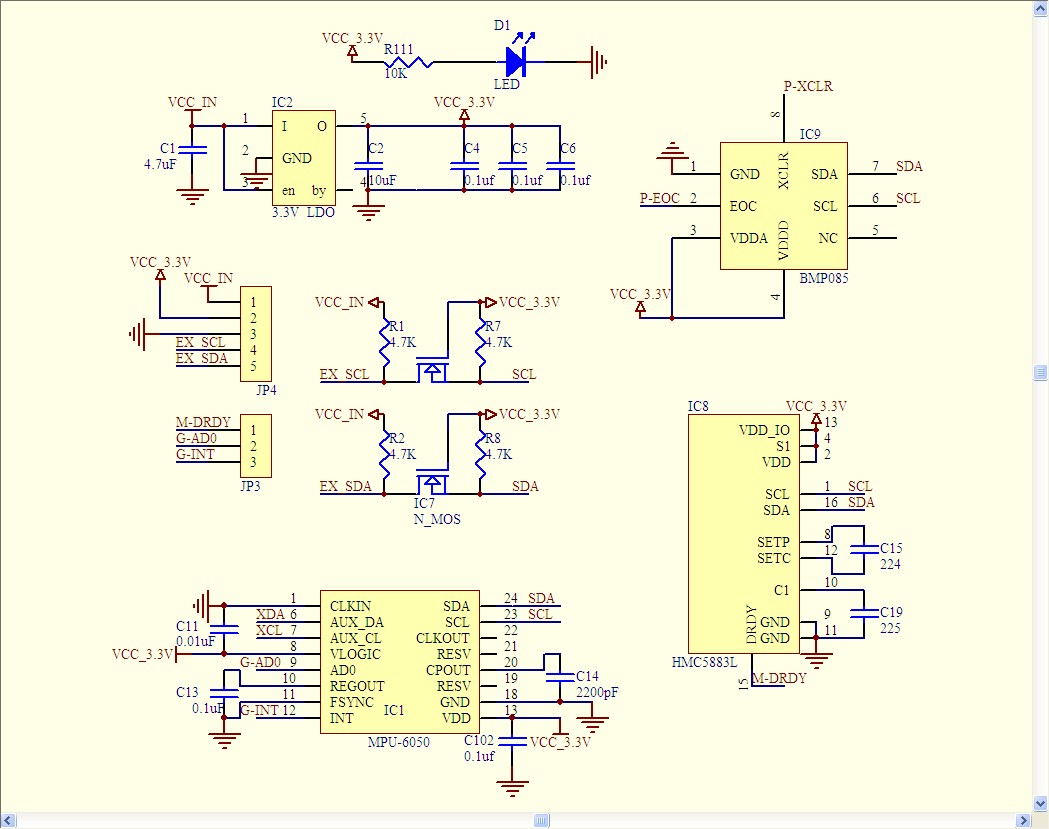 D1
VCC_3.3V
R111
10K
LED
VCC_IN
IC2
VCC_3.3V
P-XCLR
1
I
O
5
C1
4.7uF
2
GND
C2
C4
C5
C6
3
en
by
4
10uF
0.1uf
0.1uf
0.1uf
3.3V LDO
8
IC9
XCLR
1
GND
SDA
7
SDA
P-EOC
2
EOC
SCL
6
SCL
3
VDDA
VDDD
NC
5
BMP085
4
VCC_3.3V
VCC_3.3V
VCC_IN
1
2
3
EX_SCL
4
EX_SDA
5
JP4
VCC_IN
VCC_3.3V
R1
4.7K
R7
4.7K
EX_SCL
SCL
M-DRDY
1
G-AD0
2
G-INT
3
JP3
VCC_IN
VCC_3.3V
R2
4.7K
R8
4.7K
EX_SDA
SDA
IC7
N_MOS
IC8
VCC_3.3V
VDD_IO
13
S1
4
VDD
2
SCL
1
SCL
SDA
16
SDA
SETP
8
SETC
12
C15
224
C1
10
GND
9
GND
11
C19
225
DRDY
HMC5883L
15
M-DRDY
1
CLKIN
SDA
24
SDA
XDA
6
AUX_DA
SCL
23
SCL
C11
0.01uF
XCL
7
AUX_CL
CLKOUT
22
VCC_3.3V
8
VLOGIC
RESV
21
G-AD0
9
AD0
CPOUT
20
10
REGOUT
RESV
19
C14
2200pF
C13
0.1uF
11
FSYNC
GND
18
G-INT
12
INT
IC1
VDD
13
MPU-6050
C102
0.1uf
VCC_3.3V